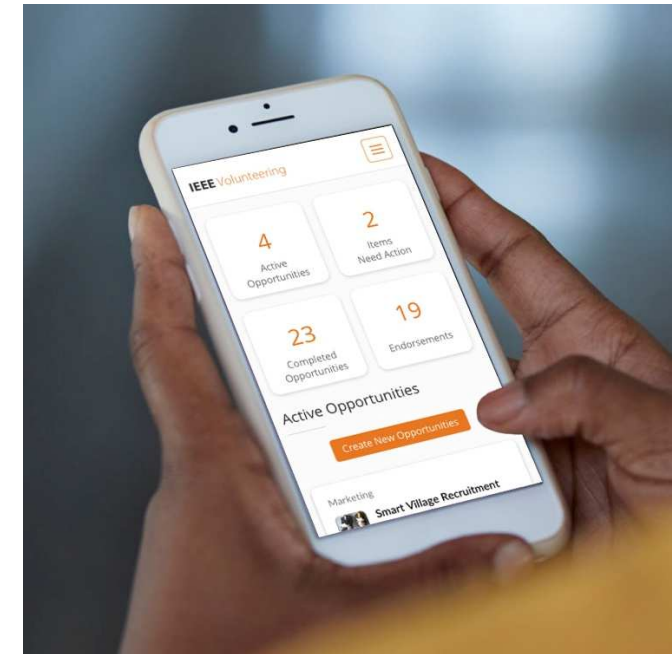 IEEE Volunteering
4
Active
Opportunities
2
Items
Need Action
23
Completed
Opportunities
19
Endorsements
Active Opportunities
Create New Opportunities
Marketing
Smart Village Recruitment